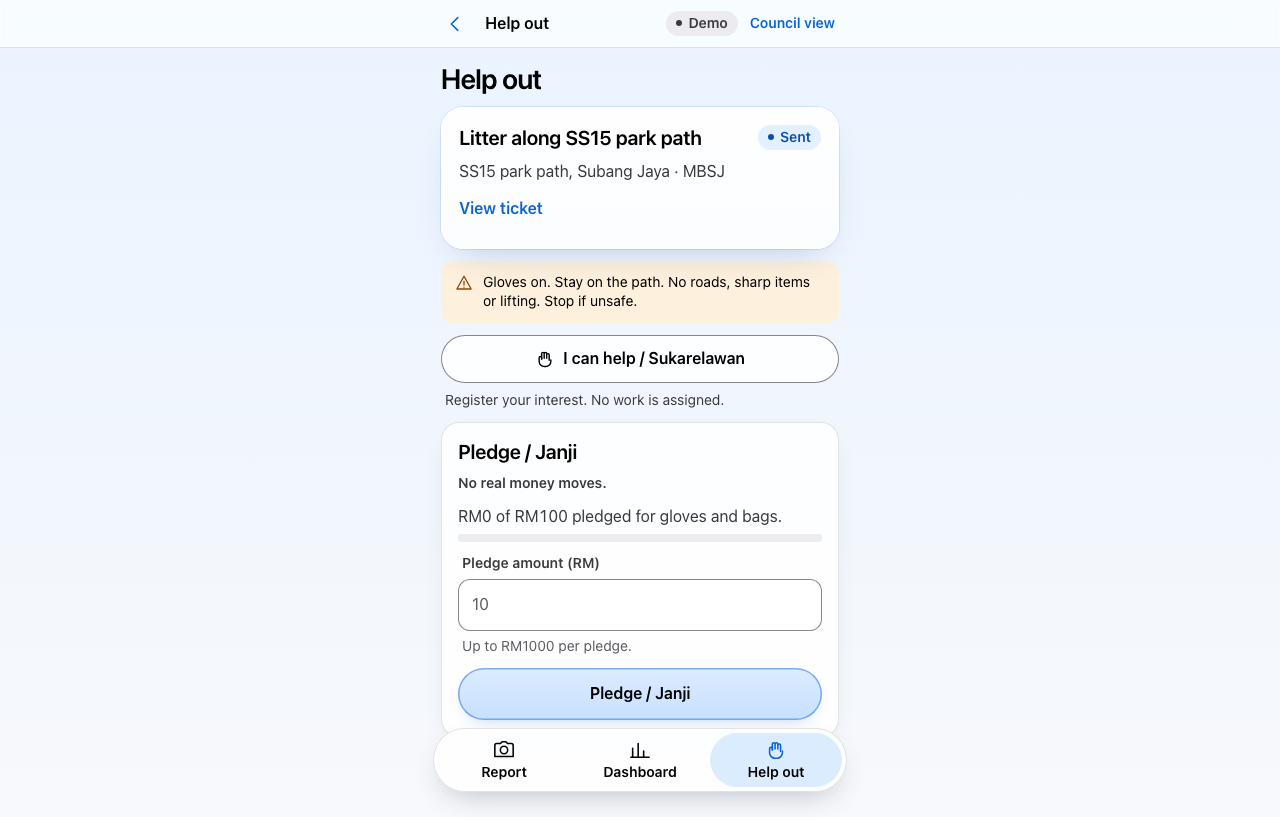 Help out
Demo
Council view
Help out
Litter along SS15 park path
Sent
SS15 park path, Subang Jaya · MBSJ
View ticket
Gloves on. Stay on the path. No roads, sharp items
or lifting. Stop if unsafe.
I can help / Sukarelawan
Register your interest. No work is assigned.
Pledge / Janji
No real money moves.
RM0 of RM100 pledged for gloves and bags.
Pledge amount (RM)
10
Up to RM1000 per pledge.
Pledge / Janji
Report
Dashboard
Help out